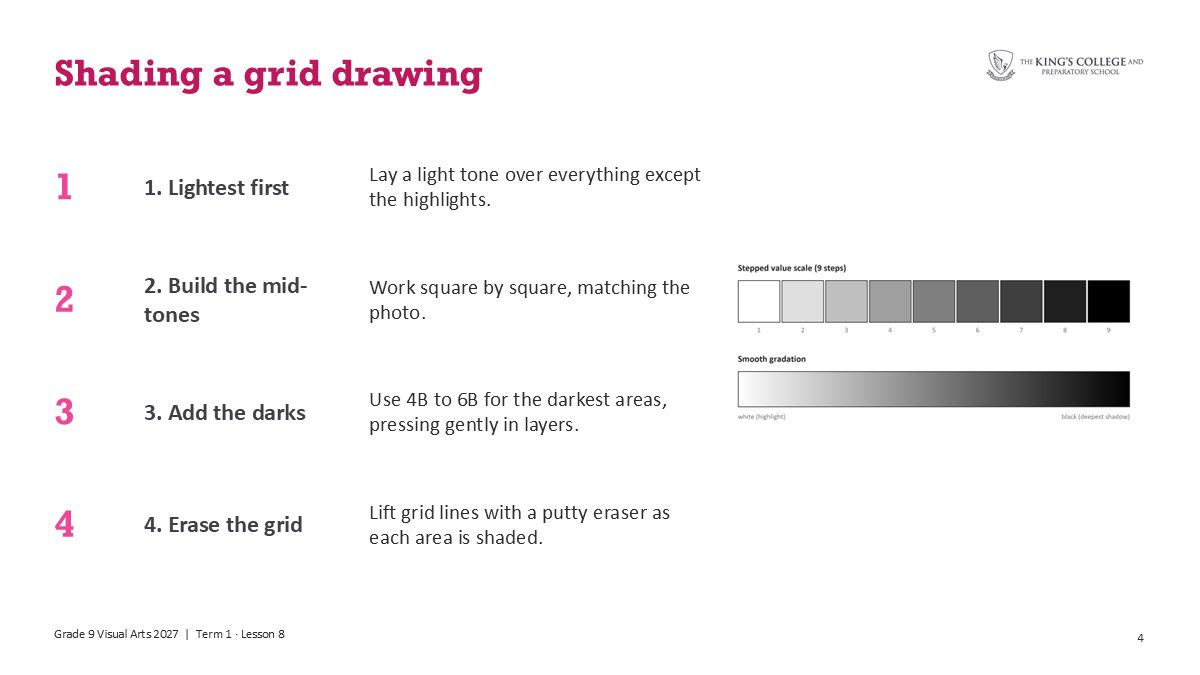 Shading a grid drawing
THE KING'S COLLEGE AND
PREPARATORY SCHOOL
1
1. Lightest first
Lay a light tone over everything except
the highlights.
2
2. Build the mid-
tones
Work square by square, matching the
photo.
3
3. Add the darks
Use 4B to 6B for the darkest areas,
pressing gently in layers.
4
4. Erase the grid
Lift grid lines with a putty eraser as
each area is shaded.
Stepped value scale (9 steps)
1 2 3 4 5 6 7 8 9
Smooth gradation
white (highlight) black (deepest shadow)
Grade 9 Visual Arts 2027 | Term 1 · Lesson 8
4